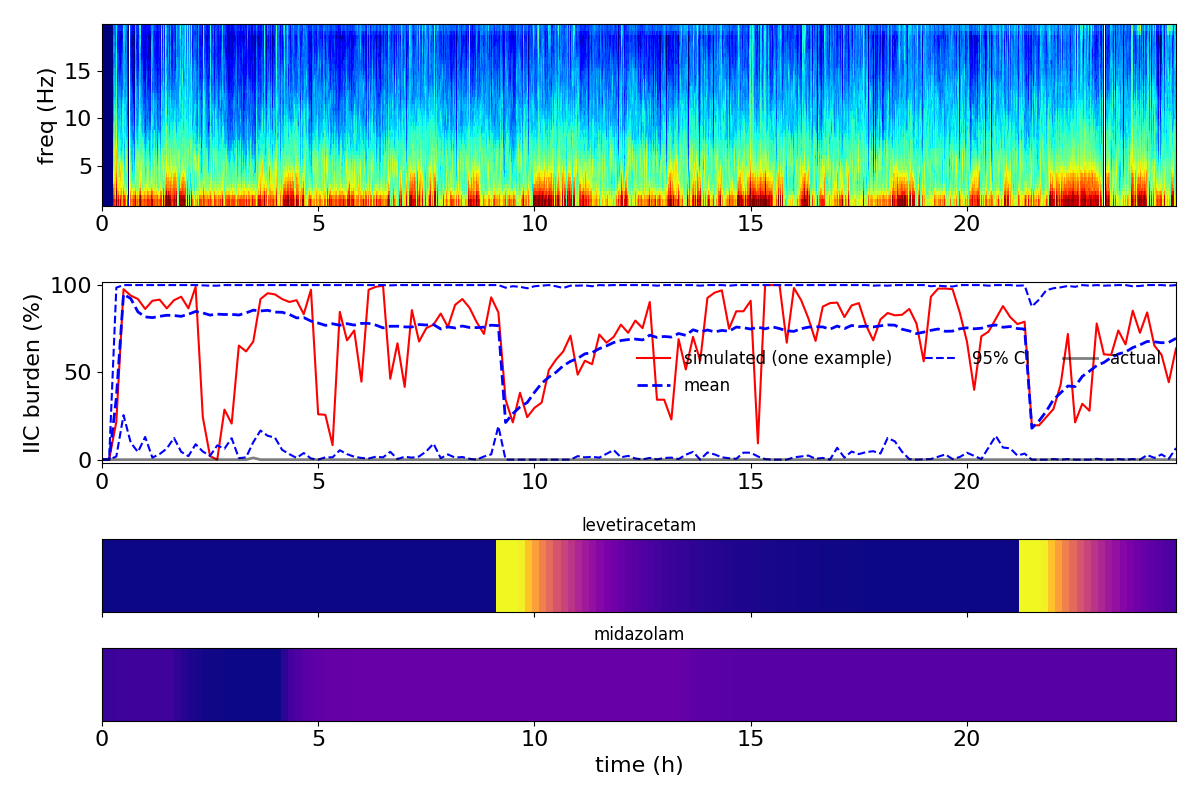 freq (Hz)
15
10
5
0 5 10 15 20
IIC burden (%)
100
50
0
simulated (one example)
mean
95% CI
actual
0 5 10 15 20
levetiracetam
midazolam
0 5 10 15 20
time (h)